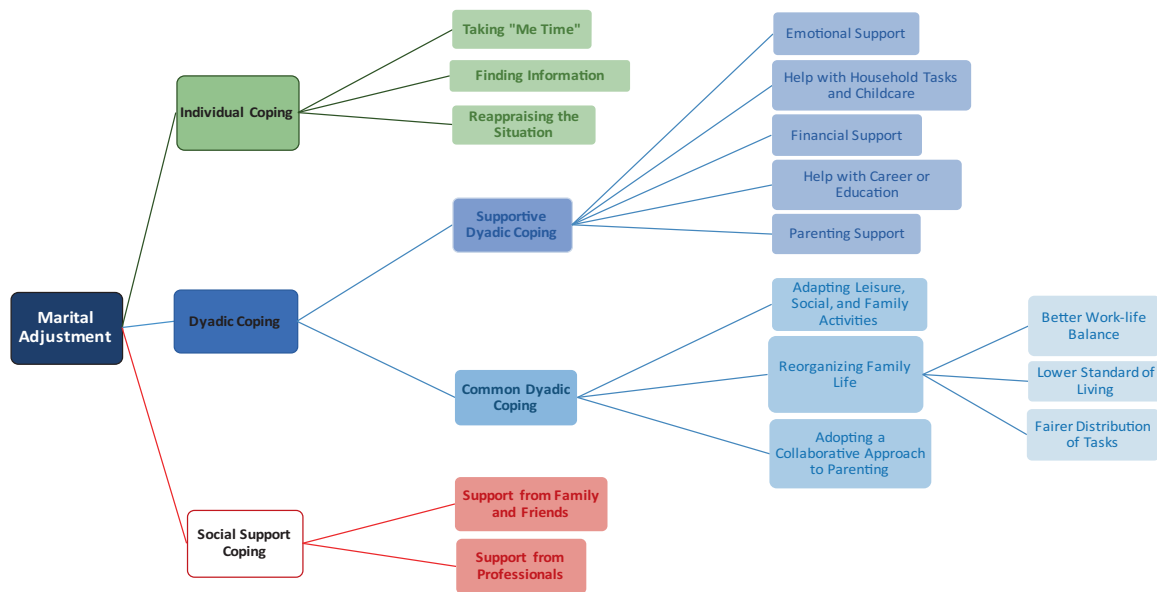 Marital
Adjustment
Individual Coping
Taking "Me Time"
Finding Information
Reappraising the
Situation
Dyadic Coping
Supportive
Dyadic Coping
Emotional Support
Help with Household Tasks
and Childcare
Financial Support
Help with Career or
Education
Parenting Support
Common Dyadic
Coping
Adapting Leisure,
Social, and Family
Activities
Reorganizing Family
Life
Better Work-life
Balance
Lower Standard of
Living
Fairer Distribution
of Tasks
Adopting a
Collaborative Approach
to Parenting
Social Support
Coping
Support from Family
and Friends
Support from
Professionals